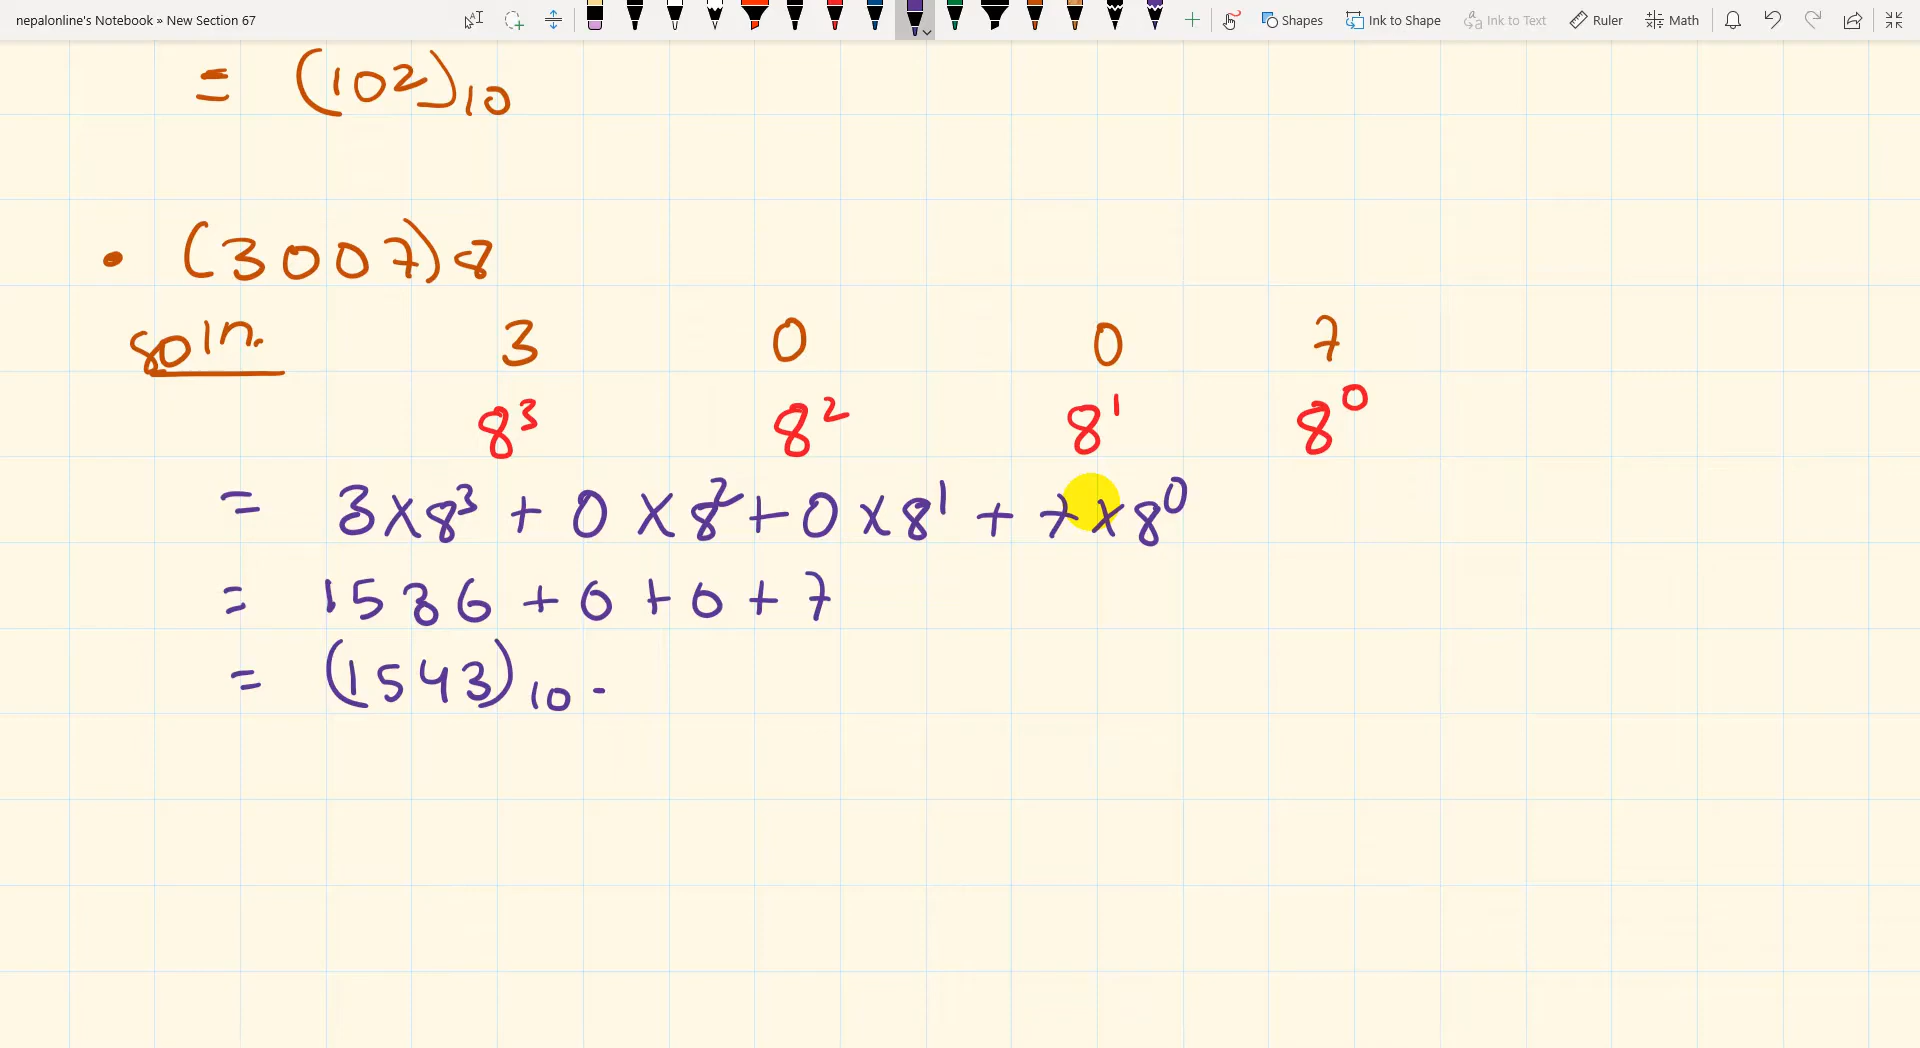 nepalonline's Notebook » New Section 67
Shapes Ink to Shape Ink to Text Ruler Math
= (102)₁₀
• (3007)₈
soln.
3 0 0 7
8³ 8² 8¹ 8⁰
= 3×8³ + 0×8² + 0×8¹ + 7×8⁰
= 1536 + 0 + 0 + 7
= (1543)₁₀ -